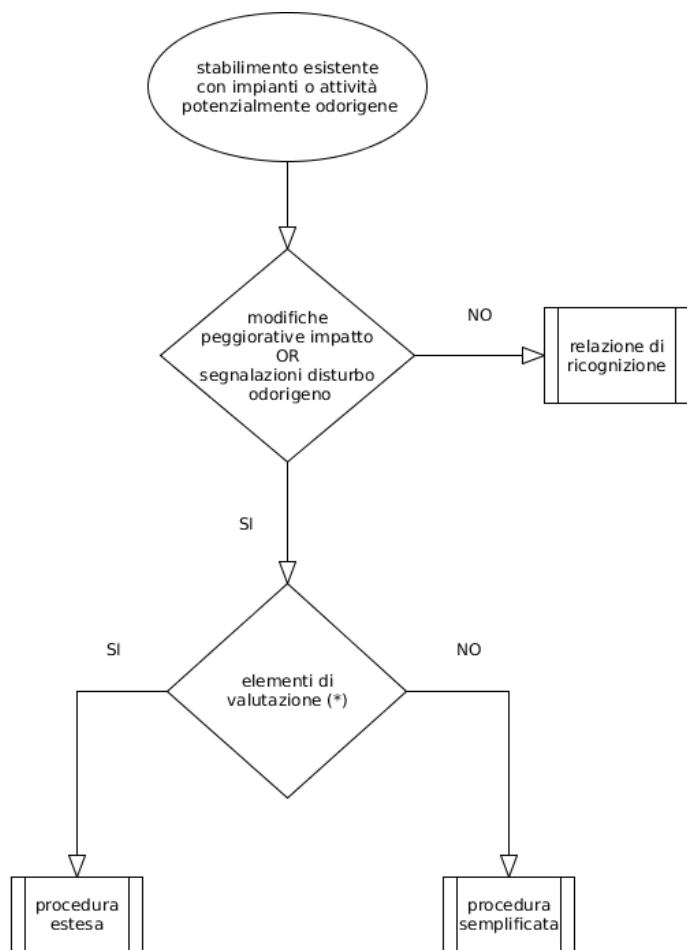 stabilimento esistente
con impianti o attività
potenzialmente odorigene
modifiche
peggiorative impatto
OR
segnalazioni disturbo
odorigeno
NO
relazione di
ricognizione
SI
SI
elementi di
valutazione (*)
NO
procedura
estesa
procedura
semplificata